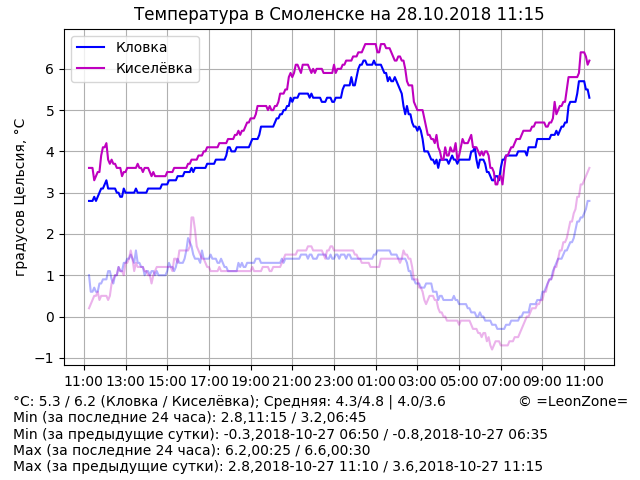 Температура в Смоленске на 28.10.2018 11:15
Кловка
Киселёвка
градусов Цельсия, °C
6
5
4
3
2
1
0
−1
11:00 13:00 15:00 17:00 19:00 21:00 23:00 01:00 03:00 05:00 07:00 09:00 11:00
°C: 5.3 / 6.2 (Кловка / Киселёвка); Средняя: 4.3/4.8 | 4.0/3.6 © =LeonZone=
Min (за последние 24 часа): 2.8,11:15 / 3.2,06:45
Min (за предыдущие сутки): -0.3,2018-10-27 06:50 / -0.8,2018-10-27 06:35
Max (за последние 24 часа): 6.2,00:25 / 6.6,00:30
Max (за предыдущие сутки): 2.8,2018-10-27 11:10 / 3.6,2018-10-27 11:15